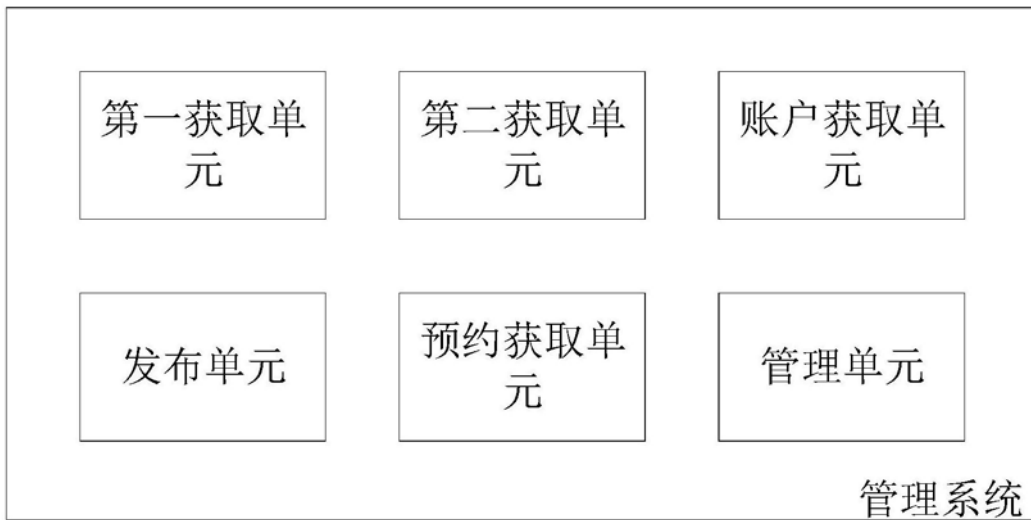 第一获取单
元
第二获取单
元
账户获取单
元
发布单元
预约获取单
元
管理单元
管理系统